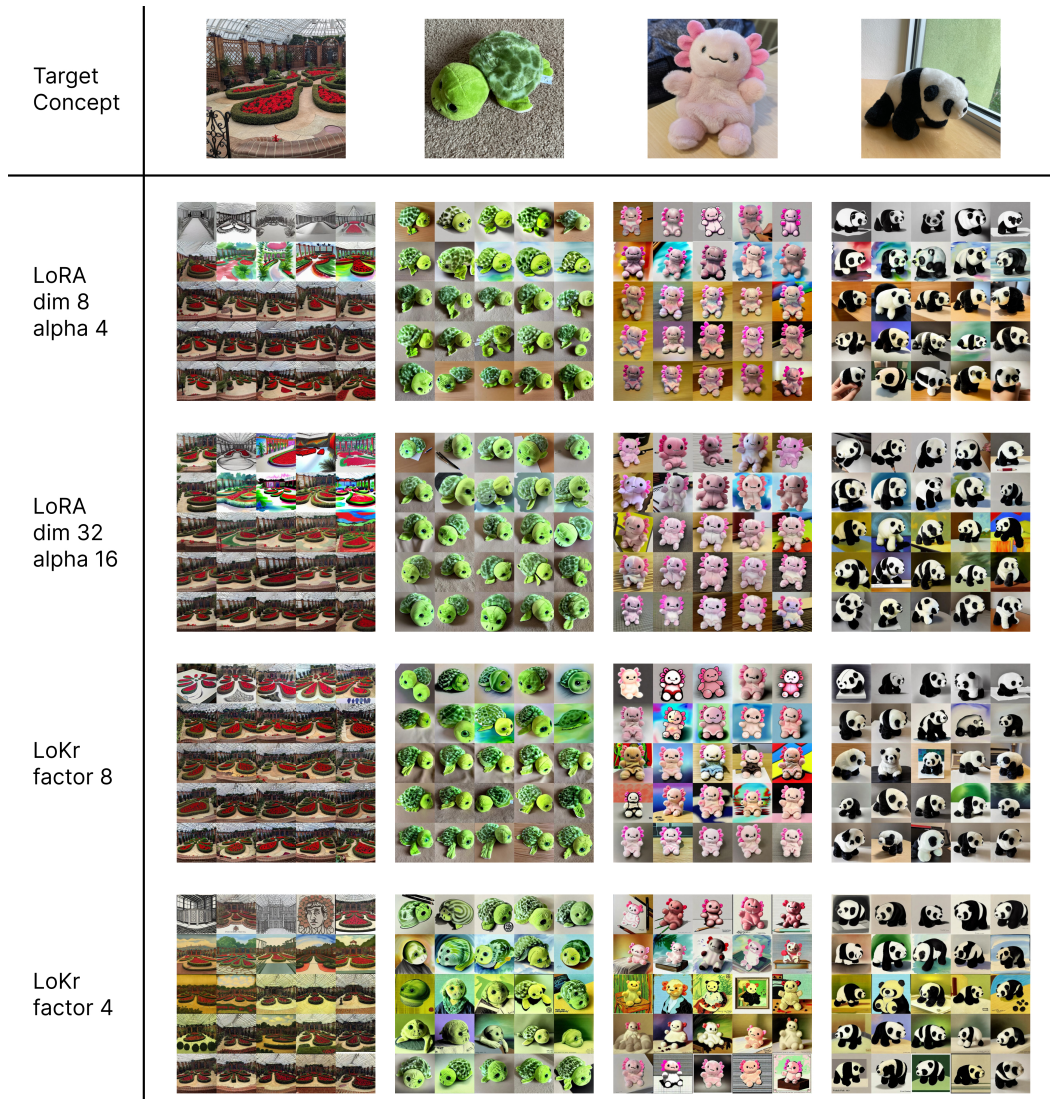 Target
Concept
LoRA
dim 8
alpha 4
LoRA
dim 32
alpha 16
LoKr
factor 8
LoKr
factor 4